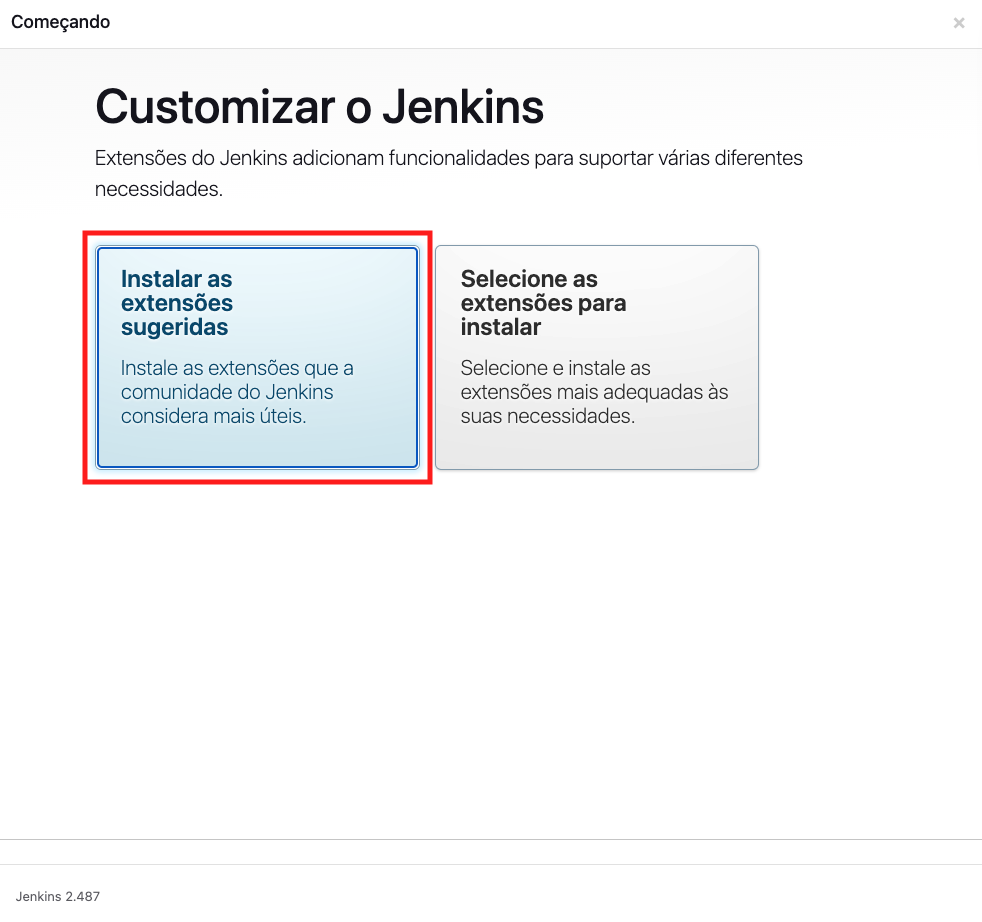 Começando
×
Customizar o Jenkins
Extensões do Jenkins adicionam funcionalidades para suportar várias diferentes
necessidades.
Instalar as
extensões
sugeridas
Instale as extensões que a
comunidade do Jenkins
considera mais úteis.
Selecione as
extensões para
instalar
Selecione e instale as
extensões mais adequadas às
suas necessidades.
Jenkins 2.487